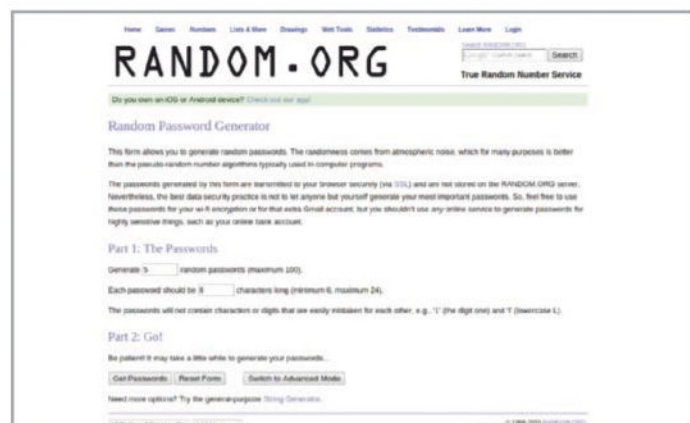 Home Games Numbers Lists & More Drawings Web Tools Statistics Testimonials Learn More Login
RANDOM.ORG
Search RANDOM.ORG
Search
True Random Number Service
Do you own an iOS or Android device? Check out our app!
Random Password Generator
This form allows you to generate random passwords. The randomness comes from atmospheric noise, which for many purposes is better
than the pseudo-random number algorithms typically used in computer programs.
The passwords generated by this form are transmitted to your browser securely (via SSL) and are not stored on the RANDOM.ORG server.
Nevertheless, the best data security practice is not to let anyone but yourself generate your most important passwords. So, feel free to use
these passwords for your wi-fi encryption or for that extra Gmail account, but you shouldn't use any online service to generate passwords for
highly sensitive things, such as your online bank account.
Part 1: The Passwords
Generate 5 random passwords (maximum 100).
Each password should be 8 characters long (minimum 6, maximum 24).
The passwords will not contain characters or digits that are easily mistaken for each other, e.g., '1' (the digit one) and 'l' (lowercase L).
Part 2: Go!
Be patient! It may take a little while to generate your passwords...
Get Passwords Reset Form Switch to Advanced Mode
Need more options? Try the general-purpose String Generator.